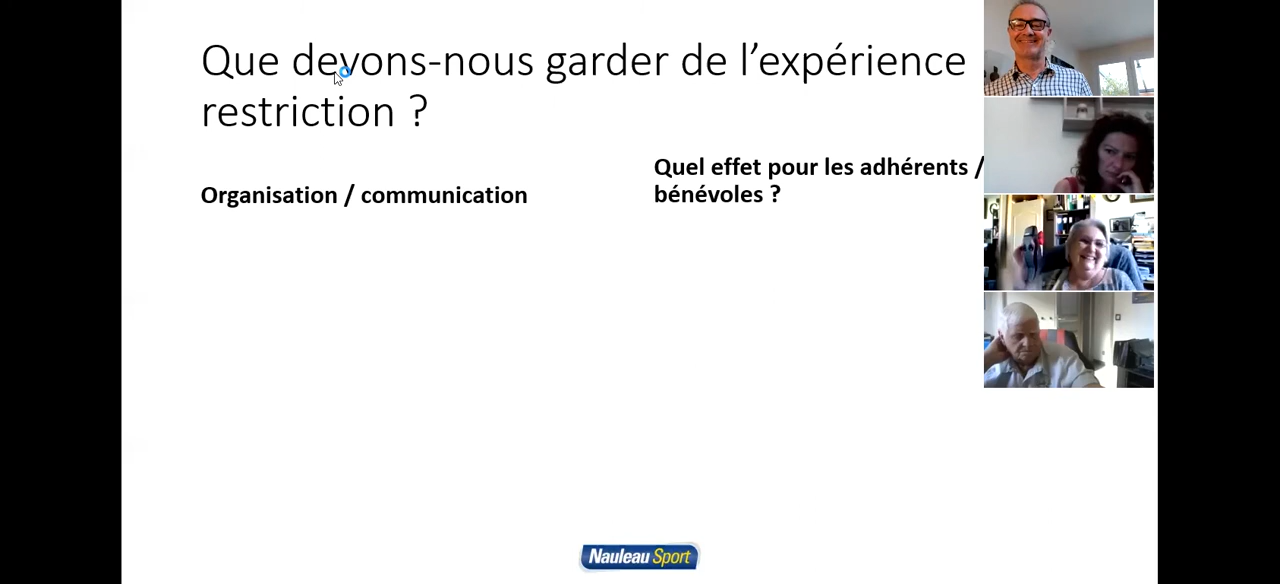 Que devons-nous garder de l’expérience
restriction ?
Organisation / communication
Quel effet pour les adhérents /
bénévoles ?
Nauleau Sport